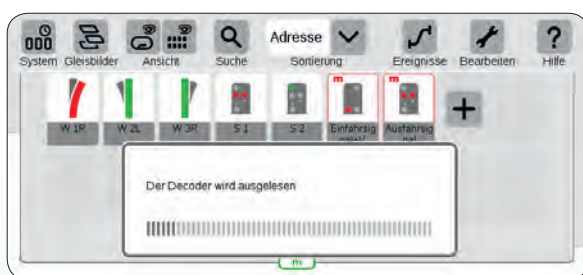 Adresse
System Gleisbilder Ansicht Suche Sortierung Ereignisse Bearbeiten Hilfe
m m
W 1R W 2L W 3R S 1 S 2 Einfahrsig Ausfahrsig
nal
Der Decoder wird ausgelesen
m